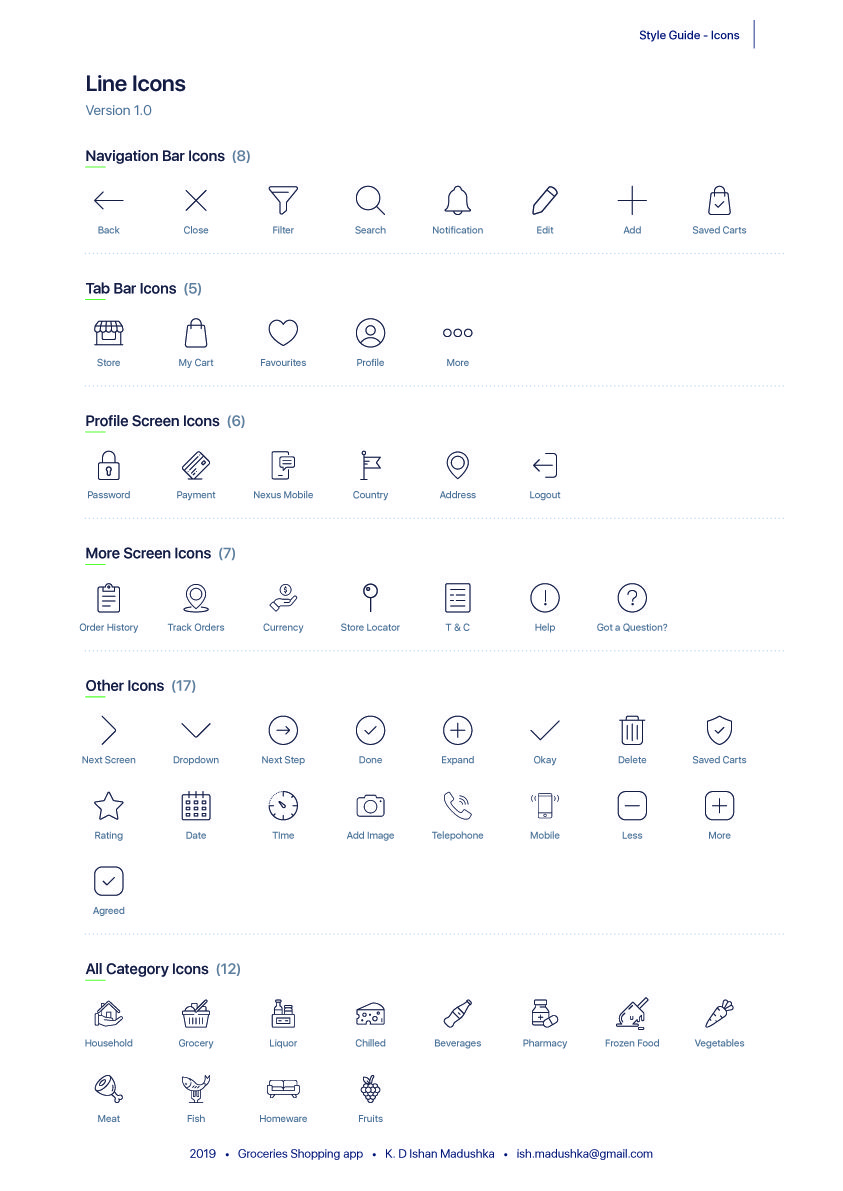 Style Guide - Icons
Line Icons
Version 1.0
Navigation Bar Icons (8)
Back Close Filter Search Notification Edit Add Saved Carts
Tab Bar Icons (5)
Store My Cart Favourites Profile More
Profile Screen Icons (6)
Password Payment Nexus Mobile Country Address Logout
More Screen Icons (7)
$ ?
Order History Track Orders Currency Store Locator T & C Help Got a Question?
Other Icons (17)
Next Screen Dropdown Next Step Done Expand Okay Delete Saved Carts
Rating Date TIme Add Image Telepohone Mobile Less More
Agreed
All Category Icons (12)
Household Grocery Liquor Chilled Beverages Pharmacy Frozen Food Vegetables
Meat Fish Homeware Fruits
2019 • Groceries Shopping app • K. D Ishan Madushka • ish.madushka@gmail.com